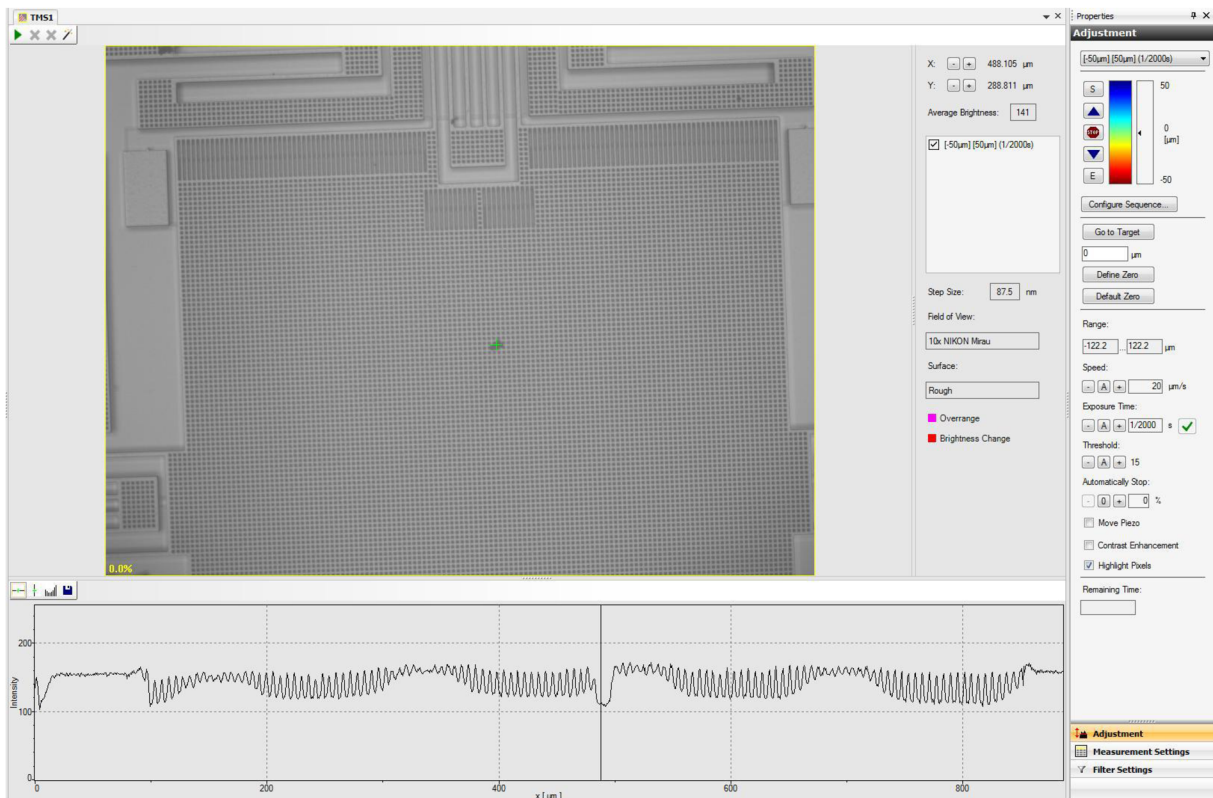 TMS1
X: - + 488.105 µm
Y: - + 288.811 µm
Average Brightness: 141
[-50µm] [50µm] (1/2000s)
Step Size: 87.5 nm
Field of View:
10x NIKON Mirau
Surface:
Rough
Overrange
Brightness Change
0.0%
Intensity
200
100
0
0 200 400 600 800
x [ µm ]
Properties
Adjustment
[-50µm] [50µm] (1/2000s)
S
50
STOP
0
[µm]
E
-50
Configure Sequence...
Go to Target
0 µm
Define Zero
Default Zero
Range:
-122.2 ... 122.2 µm
Speed:
- A + 20 µm/s
Exposure Time:
- A + 1/2000 s
Threshold:
- A + 15
Automatically Stop:
- 0 + 0 %
Move Piezo
Contrast Enhancement
Highlight Pixels
Remaining Time:
Adjustment
Measurement Settings
Filter Settings